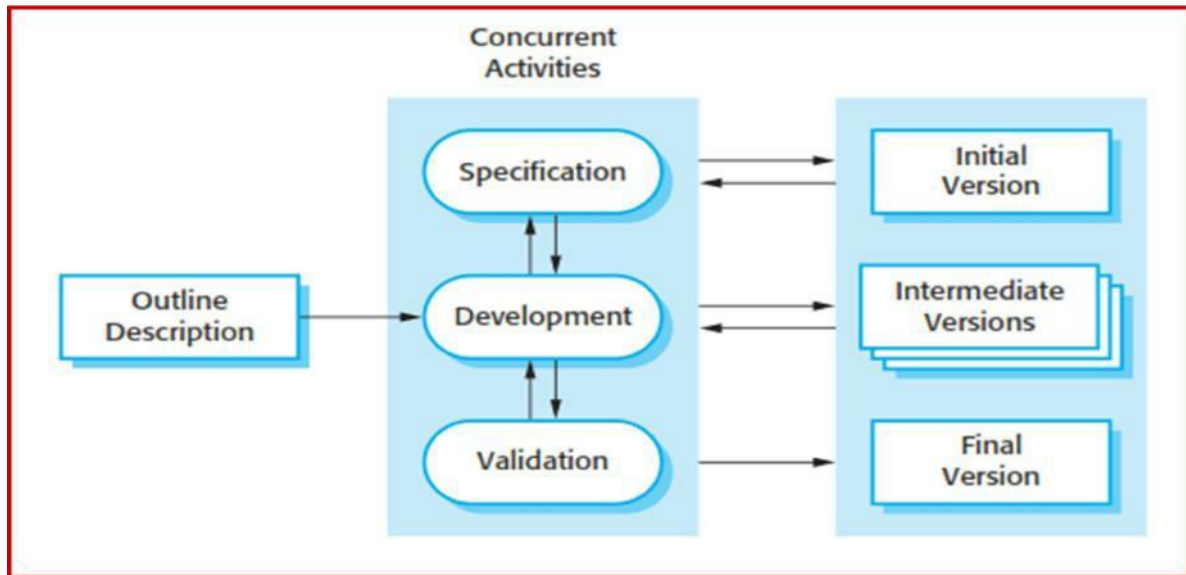 Concurrent
Activities
Specification
Initial
Version
Outline
Description
Development
Intermediate
Versions
Validation
Final
Version